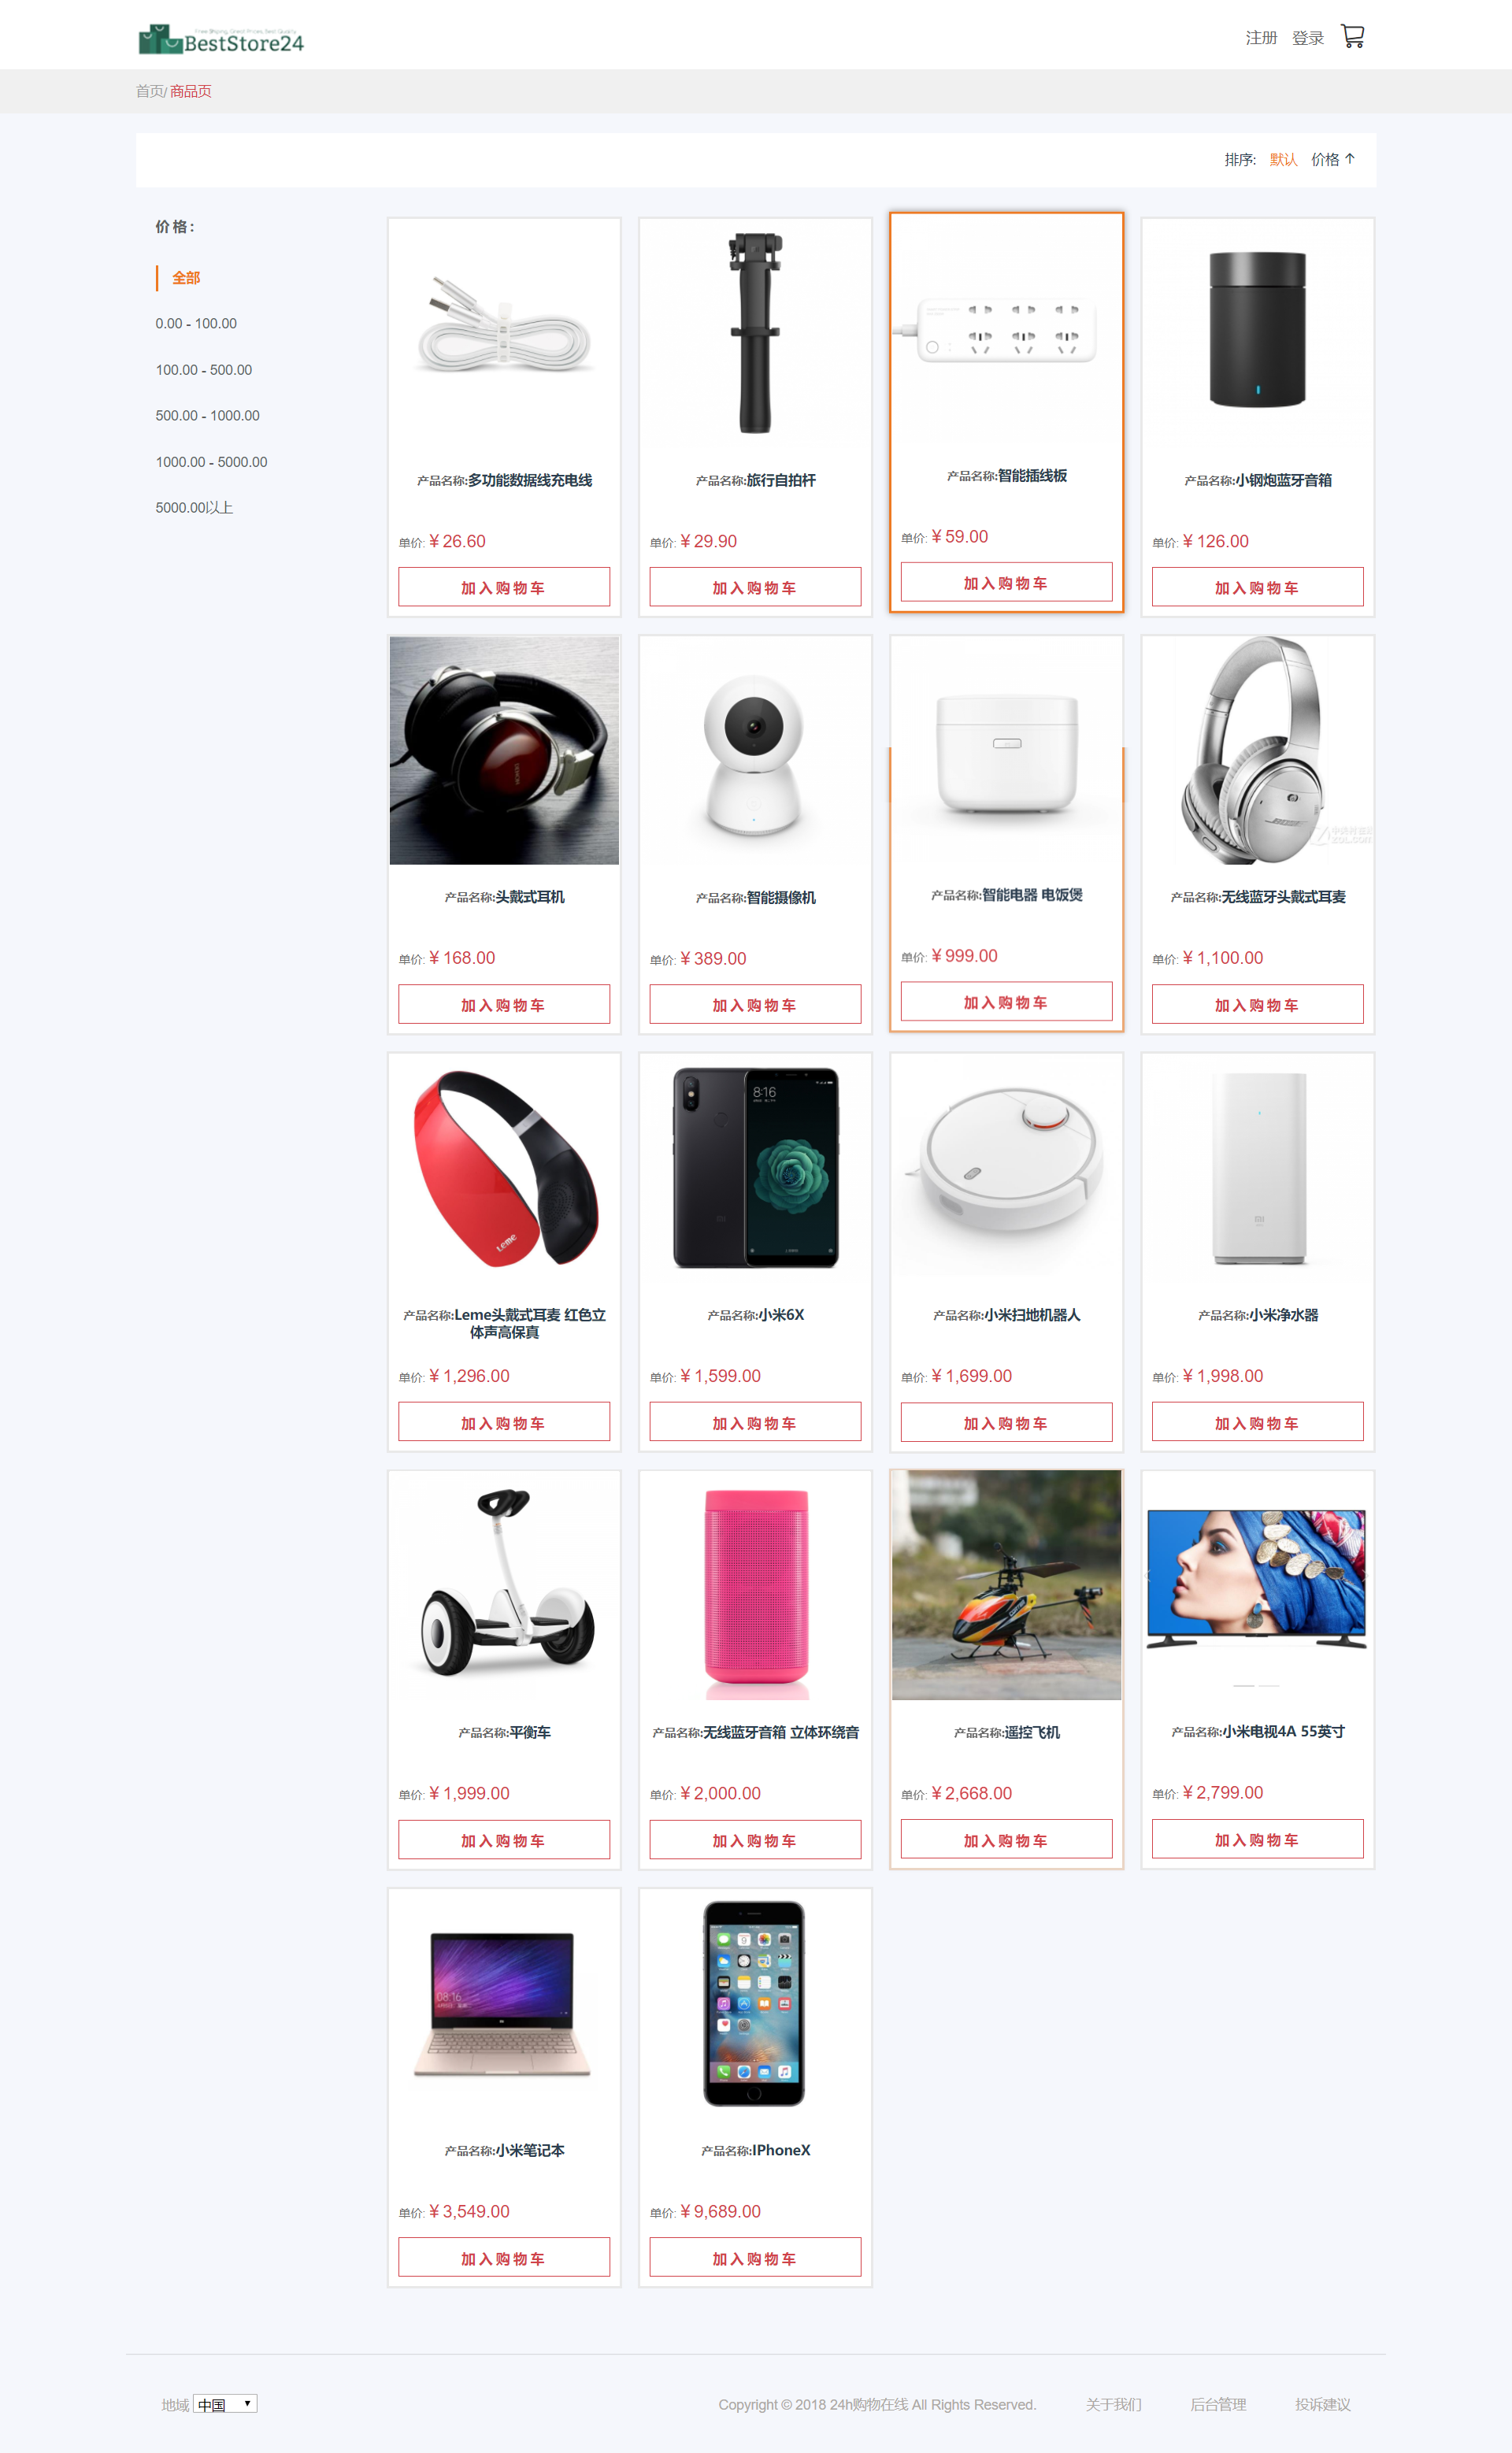 Free Shiping, Great Prices, Best Quality
BestStore24
注册 登录
首页/ 商品页
排序: 默认 价格 ↑
价格：
全部
0.00 - 100.00
100.00 - 500.00
500.00 - 1000.00
1000.00 - 5000.00
5000.00以上
产品名称:多功能数据线充电线
单价: ¥ 26.60
加入购物车
产品名称:旅行自拍杆
单价: ¥ 29.90
加入购物车
产品名称:智能插线板
单价: ¥ 59.00
加入购物车
产品名称:小钢炮蓝牙音箱
单价: ¥ 126.00
加入购物车
产品名称:头戴式耳机
单价: ¥ 168.00
加入购物车
产品名称:智能摄像机
单价: ¥ 389.00
加入购物车
产品名称:智能电器 电饭煲
单价: ¥ 999.00
加入购物车
BOSE
ZOL.COM
产品名称:无线蓝牙头戴式耳麦
单价: ¥ 1,100.00
加入购物车
Leme
产品名称:Leme头戴式耳麦 红色立
体声高保真
单价: ¥ 1,296.00
加入购物车
8:16
产品名称:小米6X
单价: ¥ 1,599.00
加入购物车
产品名称:小米扫地机器人
单价: ¥ 1,699.00
加入购物车
产品名称:小米净水器
单价: ¥ 1,998.00
加入购物车
产品名称:平衡车
单价: ¥ 1,999.00
加入购物车
产品名称:无线蓝牙音箱 立体环绕音
单价: ¥ 2,000.00
加入购物车
产品名称:遥控飞机
单价: ¥ 2,668.00
加入购物车
产品名称:小米电视4A 55英寸
单价: ¥ 2,799.00
加入购物车
08:16
产品名称:小米笔记本
单价: ¥ 3,549.00
加入购物车
产品名称:IPhoneX
单价: ¥ 9,689.00
加入购物车
地域 中国
Copyright © 2018 24h购物在线 All Rights Reserved. 关于我们 后台管理 投诉建议